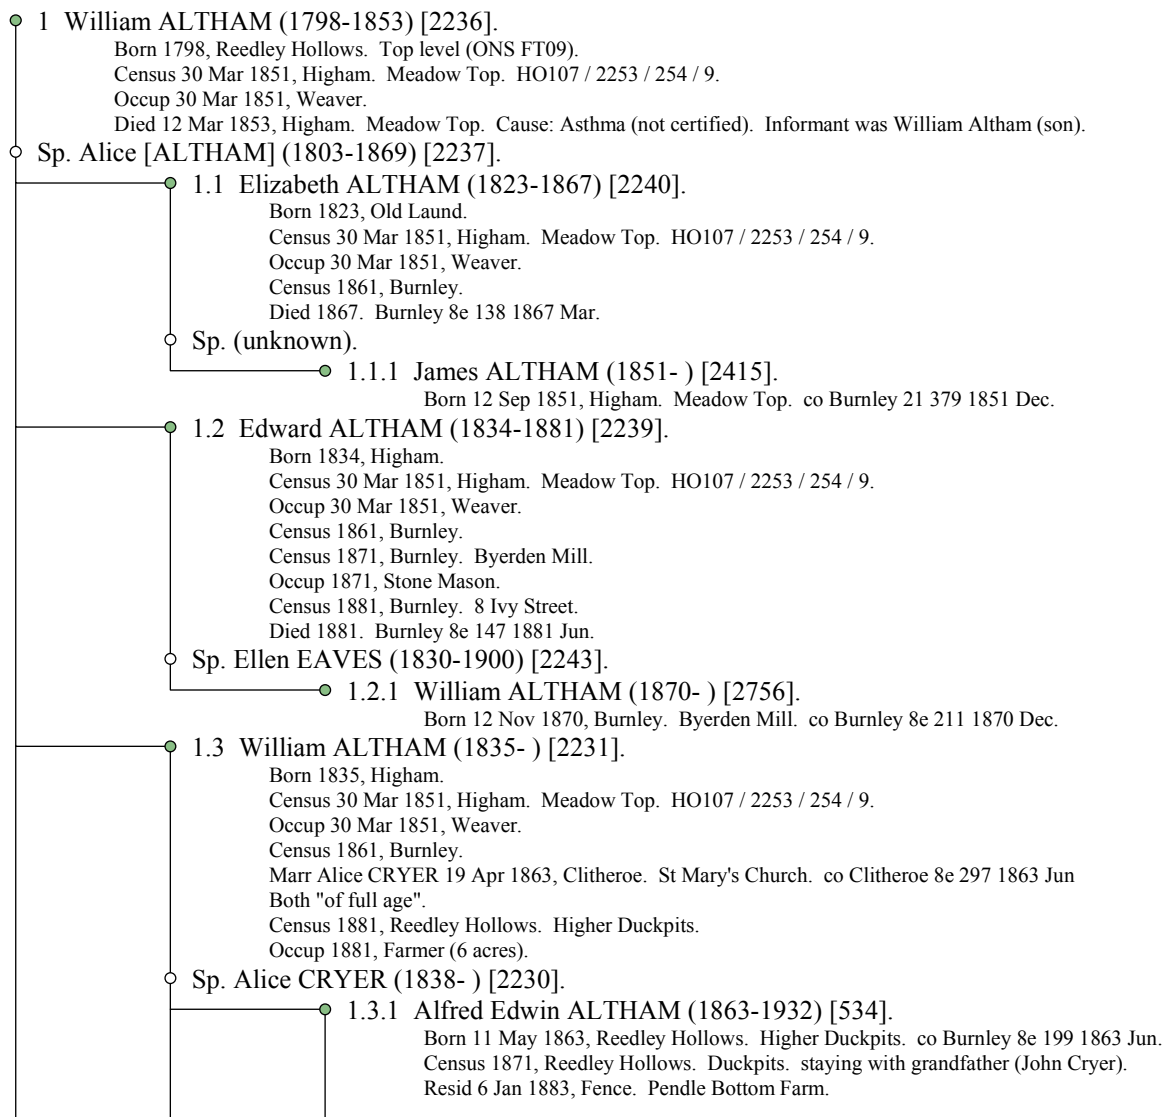 1 William ALTHAM (1798-1853) [2236].
Born 1798, Reedley Hollows. Top level (ONS FT09).
Census 30 Mar 1851, Higham. Meadow Top. HO107 / 2253 / 254 / 9.
Occup 30 Mar 1851, Weaver.
Died 12 Mar 1853, Higham. Meadow Top. Cause: Asthma (not certified). Informant was William Altham (son).
Sp. Alice [ALTHAM] (1803-1869) [2237].
1.1 Elizabeth ALTHAM (1823-1867) [2240].
Born 1823, Old Laund.
Census 30 Mar 1851, Higham. Meadow Top. HO107 / 2253 / 254 / 9.
Occup 30 Mar 1851, Weaver.
Census 1861, Burnley.
Died 1867. Burnley 8e 138 1867 Mar.
Sp. (unknown).
1.1.1 James ALTHAM (1851- ) [2415].
Born 12 Sep 1851, Higham. Meadow Top. co Burnley 21 379 1851 Dec.
1.2 Edward ALTHAM (1834-1881) [2239].
Born 1834, Higham.
Census 30 Mar 1851, Higham. Meadow Top. HO107 / 2253 / 254 / 9.
Occup 30 Mar 1851, Weaver.
Census 1861, Burnley.
Census 1871, Burnley. Byerden Mill.
Occup 1871, Stone Mason.
Census 1881, Burnley. 8 Ivy Street.
Died 1881. Burnley 8e 147 1881 Jun.
Sp. Ellen EAVES (1830-1900) [2243].
1.2.1 William ALTHAM (1870- ) [2756].
Born 12 Nov 1870, Burnley. Byerden Mill. co Burnley 8e 211 1870 Dec.
1.3 William ALTHAM (1835- ) [2231].
Born 1835, Higham.
Census 30 Mar 1851, Higham. Meadow Top. HO107 / 2253 / 254 / 9.
Occup 30 Mar 1851, Weaver.
Census 1861, Burnley.
Marr Alice CRYER 19 Apr 1863, Clitheroe. St Mary's Church. co Clitheroe 8e 297 1863 Jun
Both "of full age".
Census 1881, Reedley Hollows. Higher Duckpits.
Occup 1881, Farmer (6 acres).
Sp. Alice CRYER (1838- ) [2230].
1.3.1 Alfred Edwin ALTHAM (1863-1932) [534].
Born 11 May 1863, Reedley Hollows. Higher Duckpits. co Burnley 8e 199 1863 Jun.
Census 1871, Reedley Hollows. Duckpits. staying with grandfather (John Cryer).
Resid 6 Jan 1883, Fence. Pendle Bottom Farm.